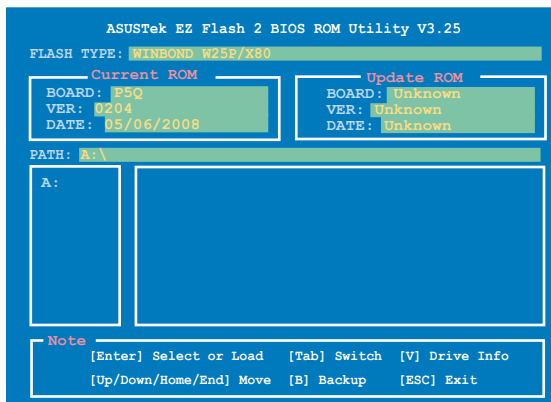 ASUSTek EZ Flash 2 BIOS ROM Utility V3.25
FLASH TYPE: WINBOND W25P/X80
Current ROM
BOARD: P5Q
VER: 0204
DATE: 05/06/2008
Update ROM
BOARD: Unknown
VER: Unknown
DATE: Unknown
PATH: A:\
A:
Note
[Enter] Select or Load [Tab] Switch [V] Drive Info
[Up/Down/Home/End] Move [B] Backup [ESC] Exit